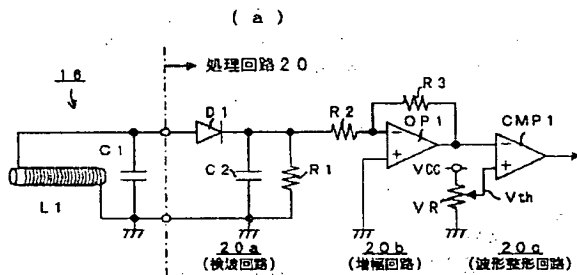 (a)
16
処理回路20
D1
R2
R3
OP1
CMP1
C1
C2
R1
VCC
VR
Vth
L1
20a
(検波回路)
20b
(増幅回路)
20c
(波形整形回路)